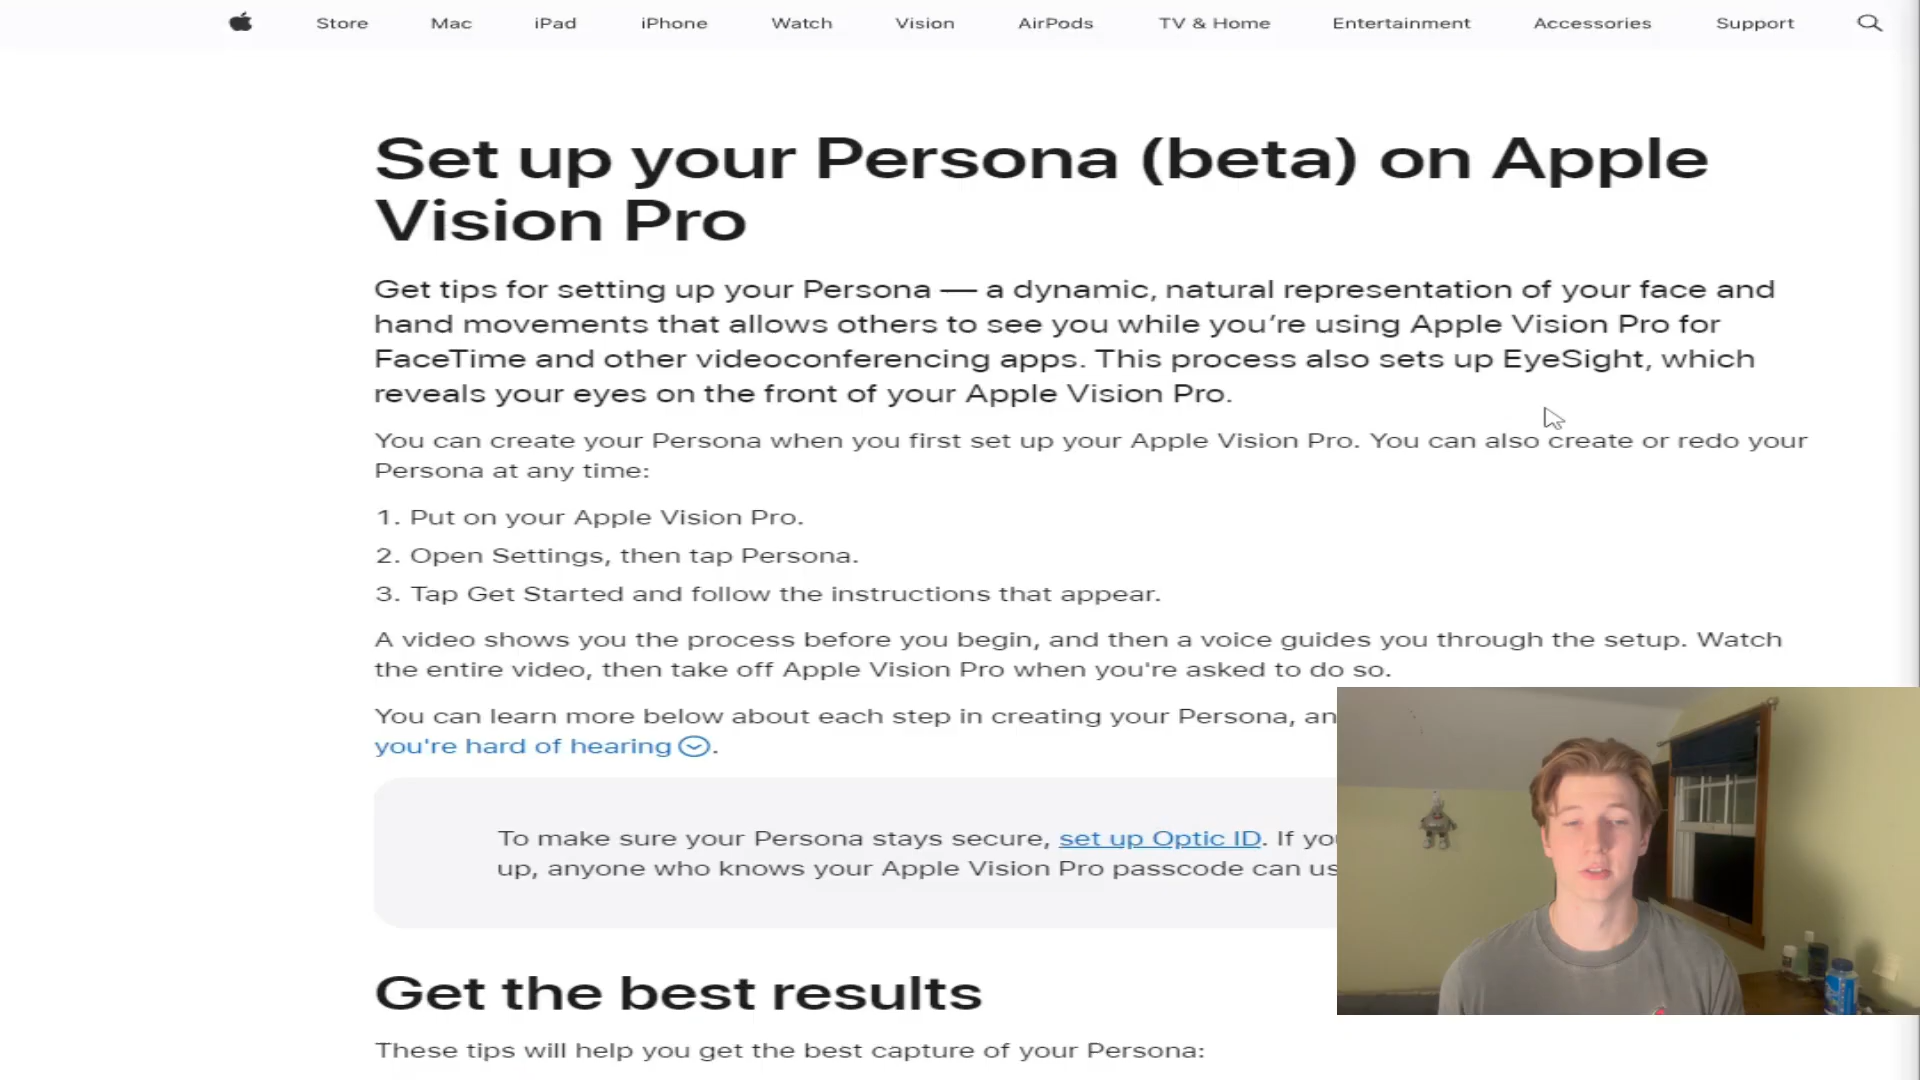 Store Mac iPad iPhone Watch Vision AirPods TV & Home Entertainment Accessories Support
Set up your Persona (beta) on Apple
Vision Pro
Get tips for setting up your Persona — a dynamic, natural representation of your face and
hand movements that allows others to see you while you’re using Apple Vision Pro for
FaceTime and other videoconferencing apps. This process also sets up EyeSight, which
reveals your eyes on the front of your Apple Vision Pro.
You can create your Persona when you first set up your Apple Vision Pro. You can also create or redo your
Persona at any time:
1. Put on your Apple Vision Pro.
2. Open Settings, then tap Persona.
3. Tap Get Started and follow the instructions that appear.
A video shows you the process before you begin, and then a voice guides you through the setup. Watch
the entire video, then take off Apple Vision Pro when you're asked to do so.
You can learn more below about each step in creating your Persona,
you're hard of hearing.
To make sure your Persona stays secure, set up Optic ID. If
up, anyone who knows your Apple Vision Pro passcode can
Get the best results
These tips will help you get the best capture of your Persona: